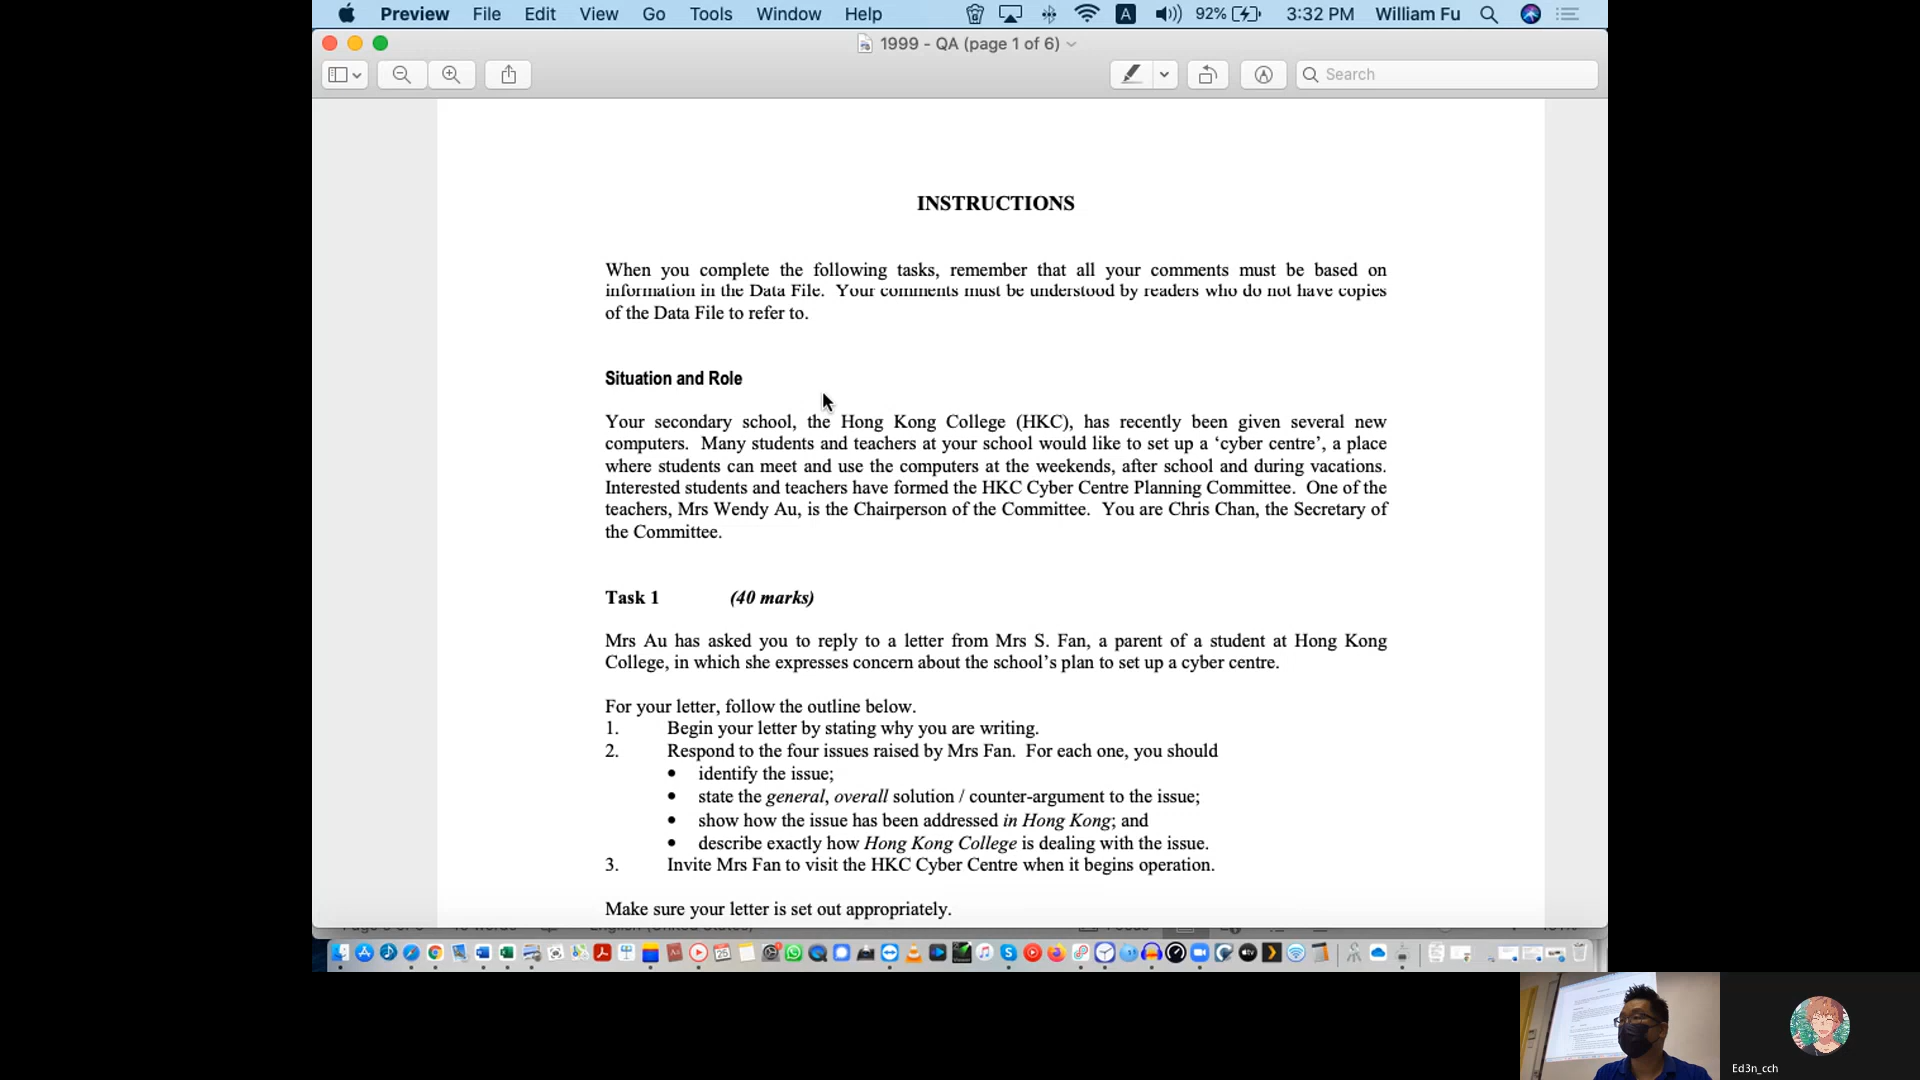 Preview File Edit View Go Tools Window Help A 92% 3:32 PM William Fu
1999 - QA (page 1 of 6)
Search
INSTRUCTIONS
When you complete the following tasks, remember that all your comments must be based on
information in the Data File. Your comments must be understood by readers who do not have copies
of the Data File to refer to.
Situation and Role
Your secondary school, the Hong Kong College (HKC), has recently been given several new
computers. Many students and teachers at your school would like to set up a ‘cyber centre’, a place
where students can meet and use the computers at the weekends, after school and during vacations.
Interested students and teachers have formed the HKC Cyber Centre Planning Committee. One of the
teachers, Mrs Wendy Au, is the Chairperson of the Committee. You are Chris Chan, the Secretary of
the Committee.
Task 1 (40 marks)
Mrs Au has asked you to reply to a letter from Mrs S. Fan, a parent of a student at Hong Kong
College, in which she expresses concern about the school’s plan to set up a cyber centre.
For your letter, follow the outline below.
1. Begin your letter by stating why you are writing.
2. Respond to the four issues raised by Mrs Fan. For each one, you should
• identify the issue;
• state the general, overall solution / counter-argument to the issue;
• show how the issue has been addressed in Hong Kong; and
• describe exactly how Hong Kong College is dealing with the issue.
3. Invite Mrs Fan to visit the HKC Cyber Centre when it begins operation.
Make sure your letter is set out appropriately.
Ed3n_cch